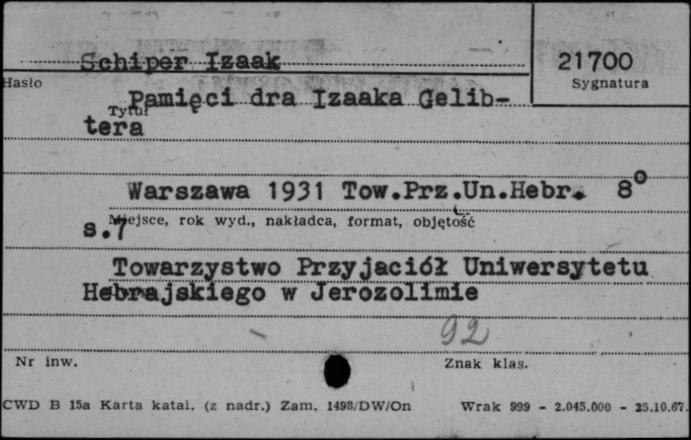 Schiper Izaak
21700
Hasło
Sygnatura
Pamięci dra Izaaka Gelib-
Tytuł
tera
Warszawa 1931 Tow.Prz.Un.Hebr. 8°
Miejsce, rok wyd., nakładca, format, objętość
s.7
Towarzystwo Przyjaciół Uniwersytetu
Hebrajskiego w Jerozolimie
92
Nr inw.
Znak klas.
CWD B 15a Karta katal. (z nadr.) Zam. 1498/DW/On Wrak 999 - 2.045.000 - 25.10.67.